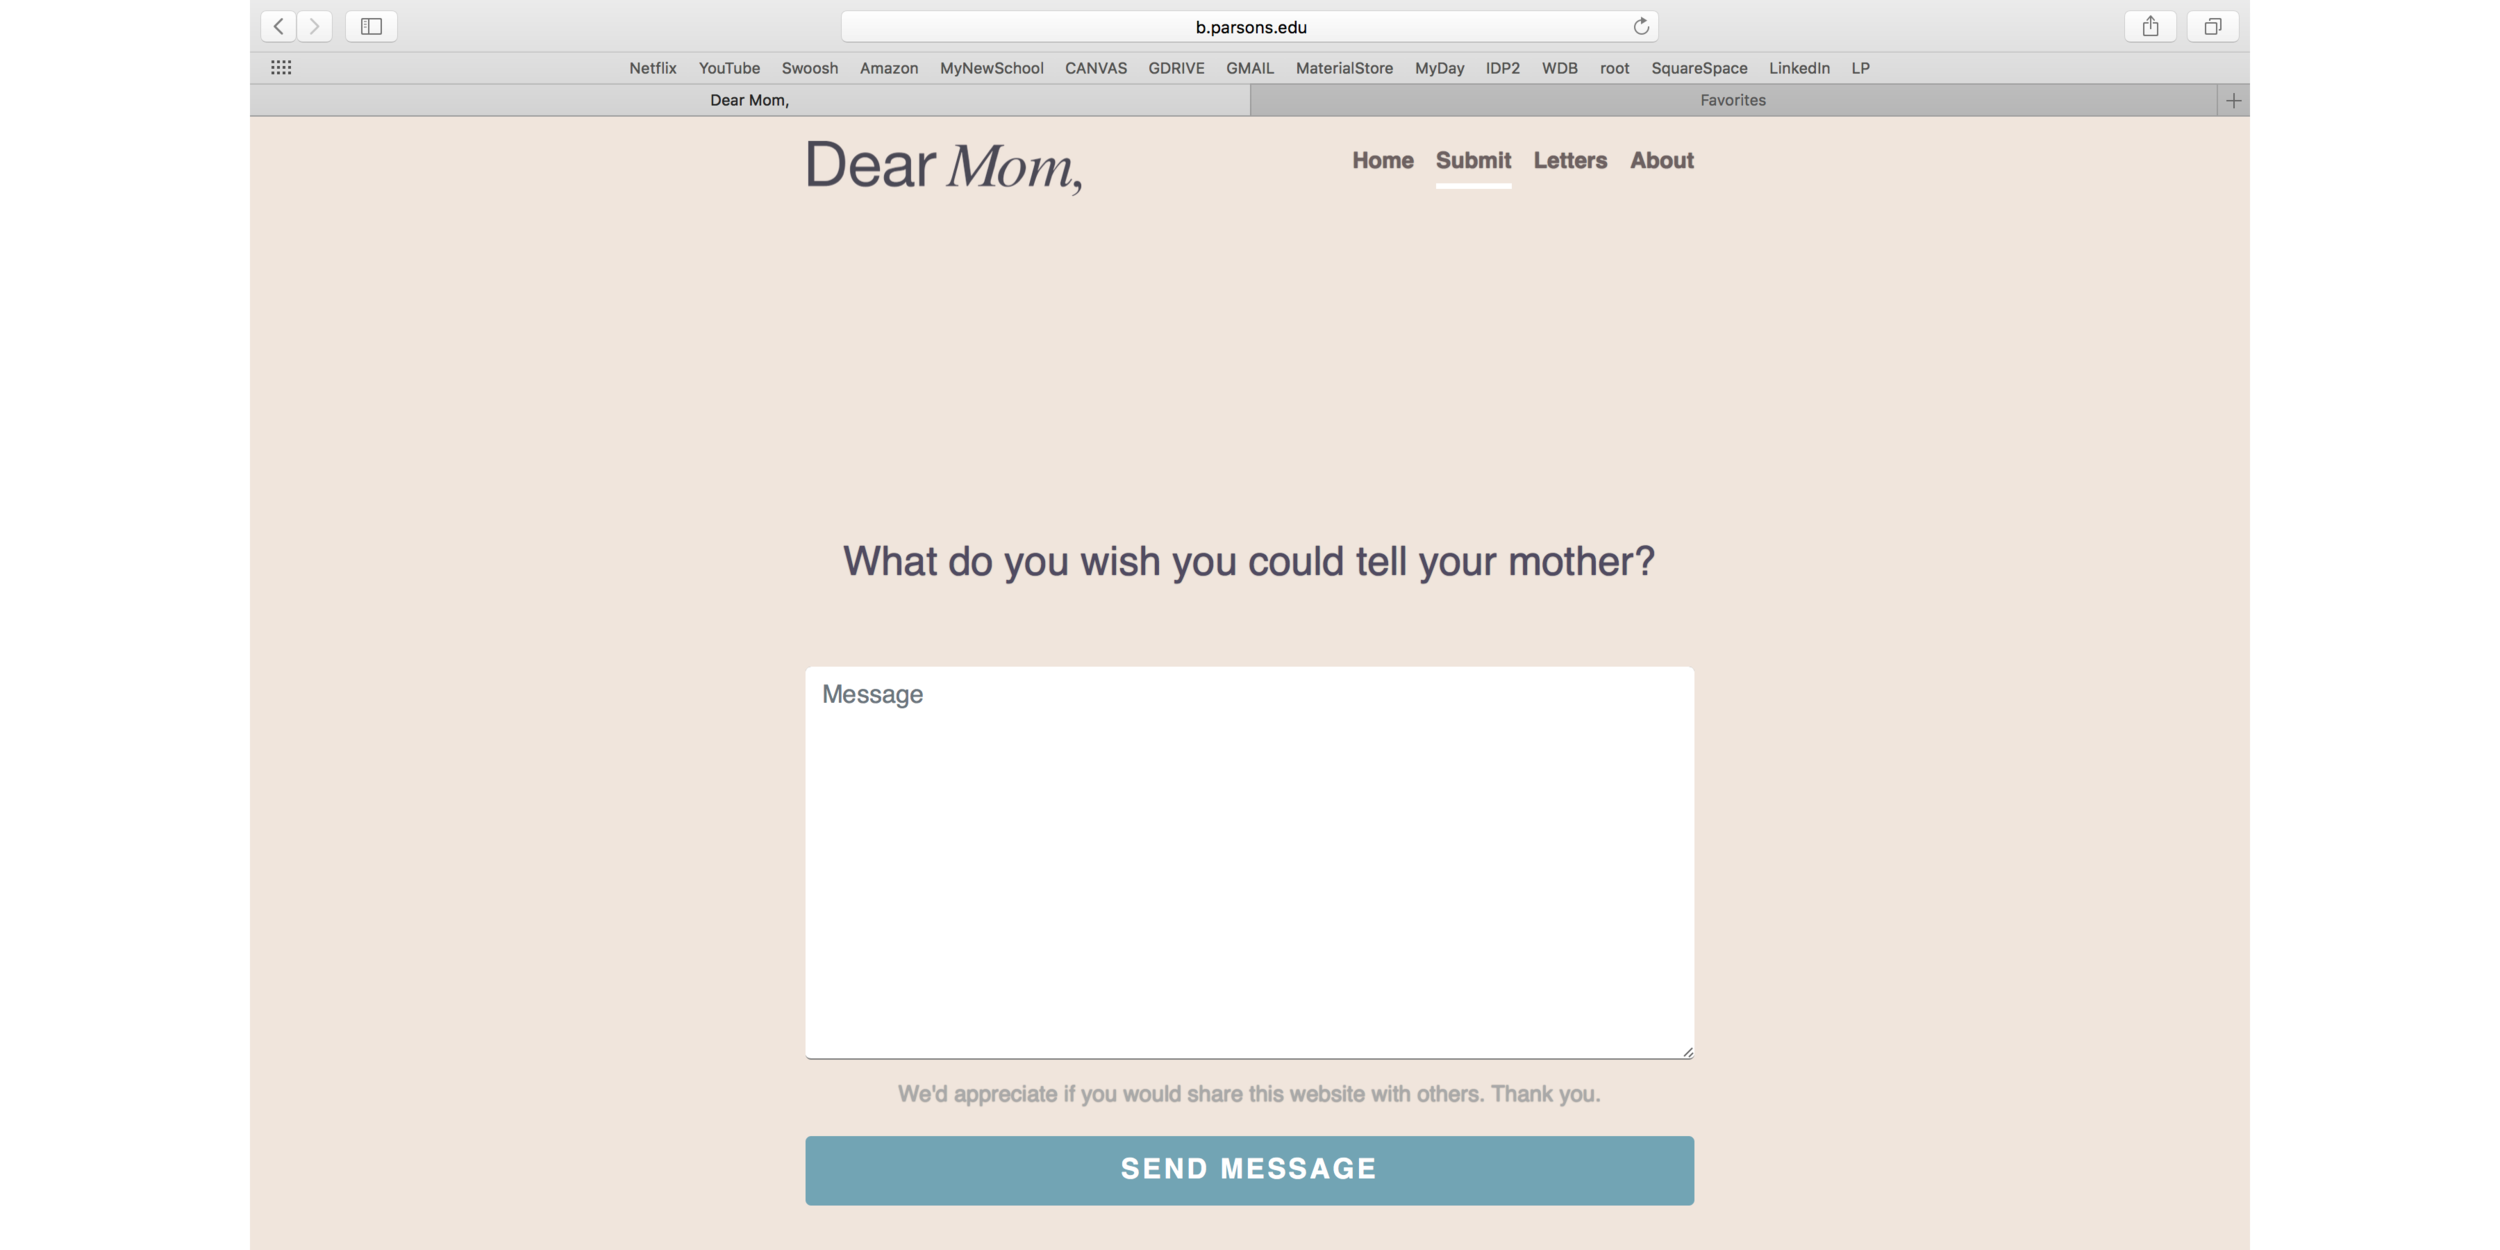 b.parsons.edu
Netflix YouTube Swoosh Amazon MyNewSchool CANVAS GDRIVE GMAIL MaterialStore MyDay IDP2 WDB root SquareSpace LinkedIn LP
Dear Mom, Favorites
Dear Mom, Home Submit Letters About
What do you wish you could tell your mother?
Message
We'd appreciate if you would share this website with others. Thank you.
SEND MESSAGE